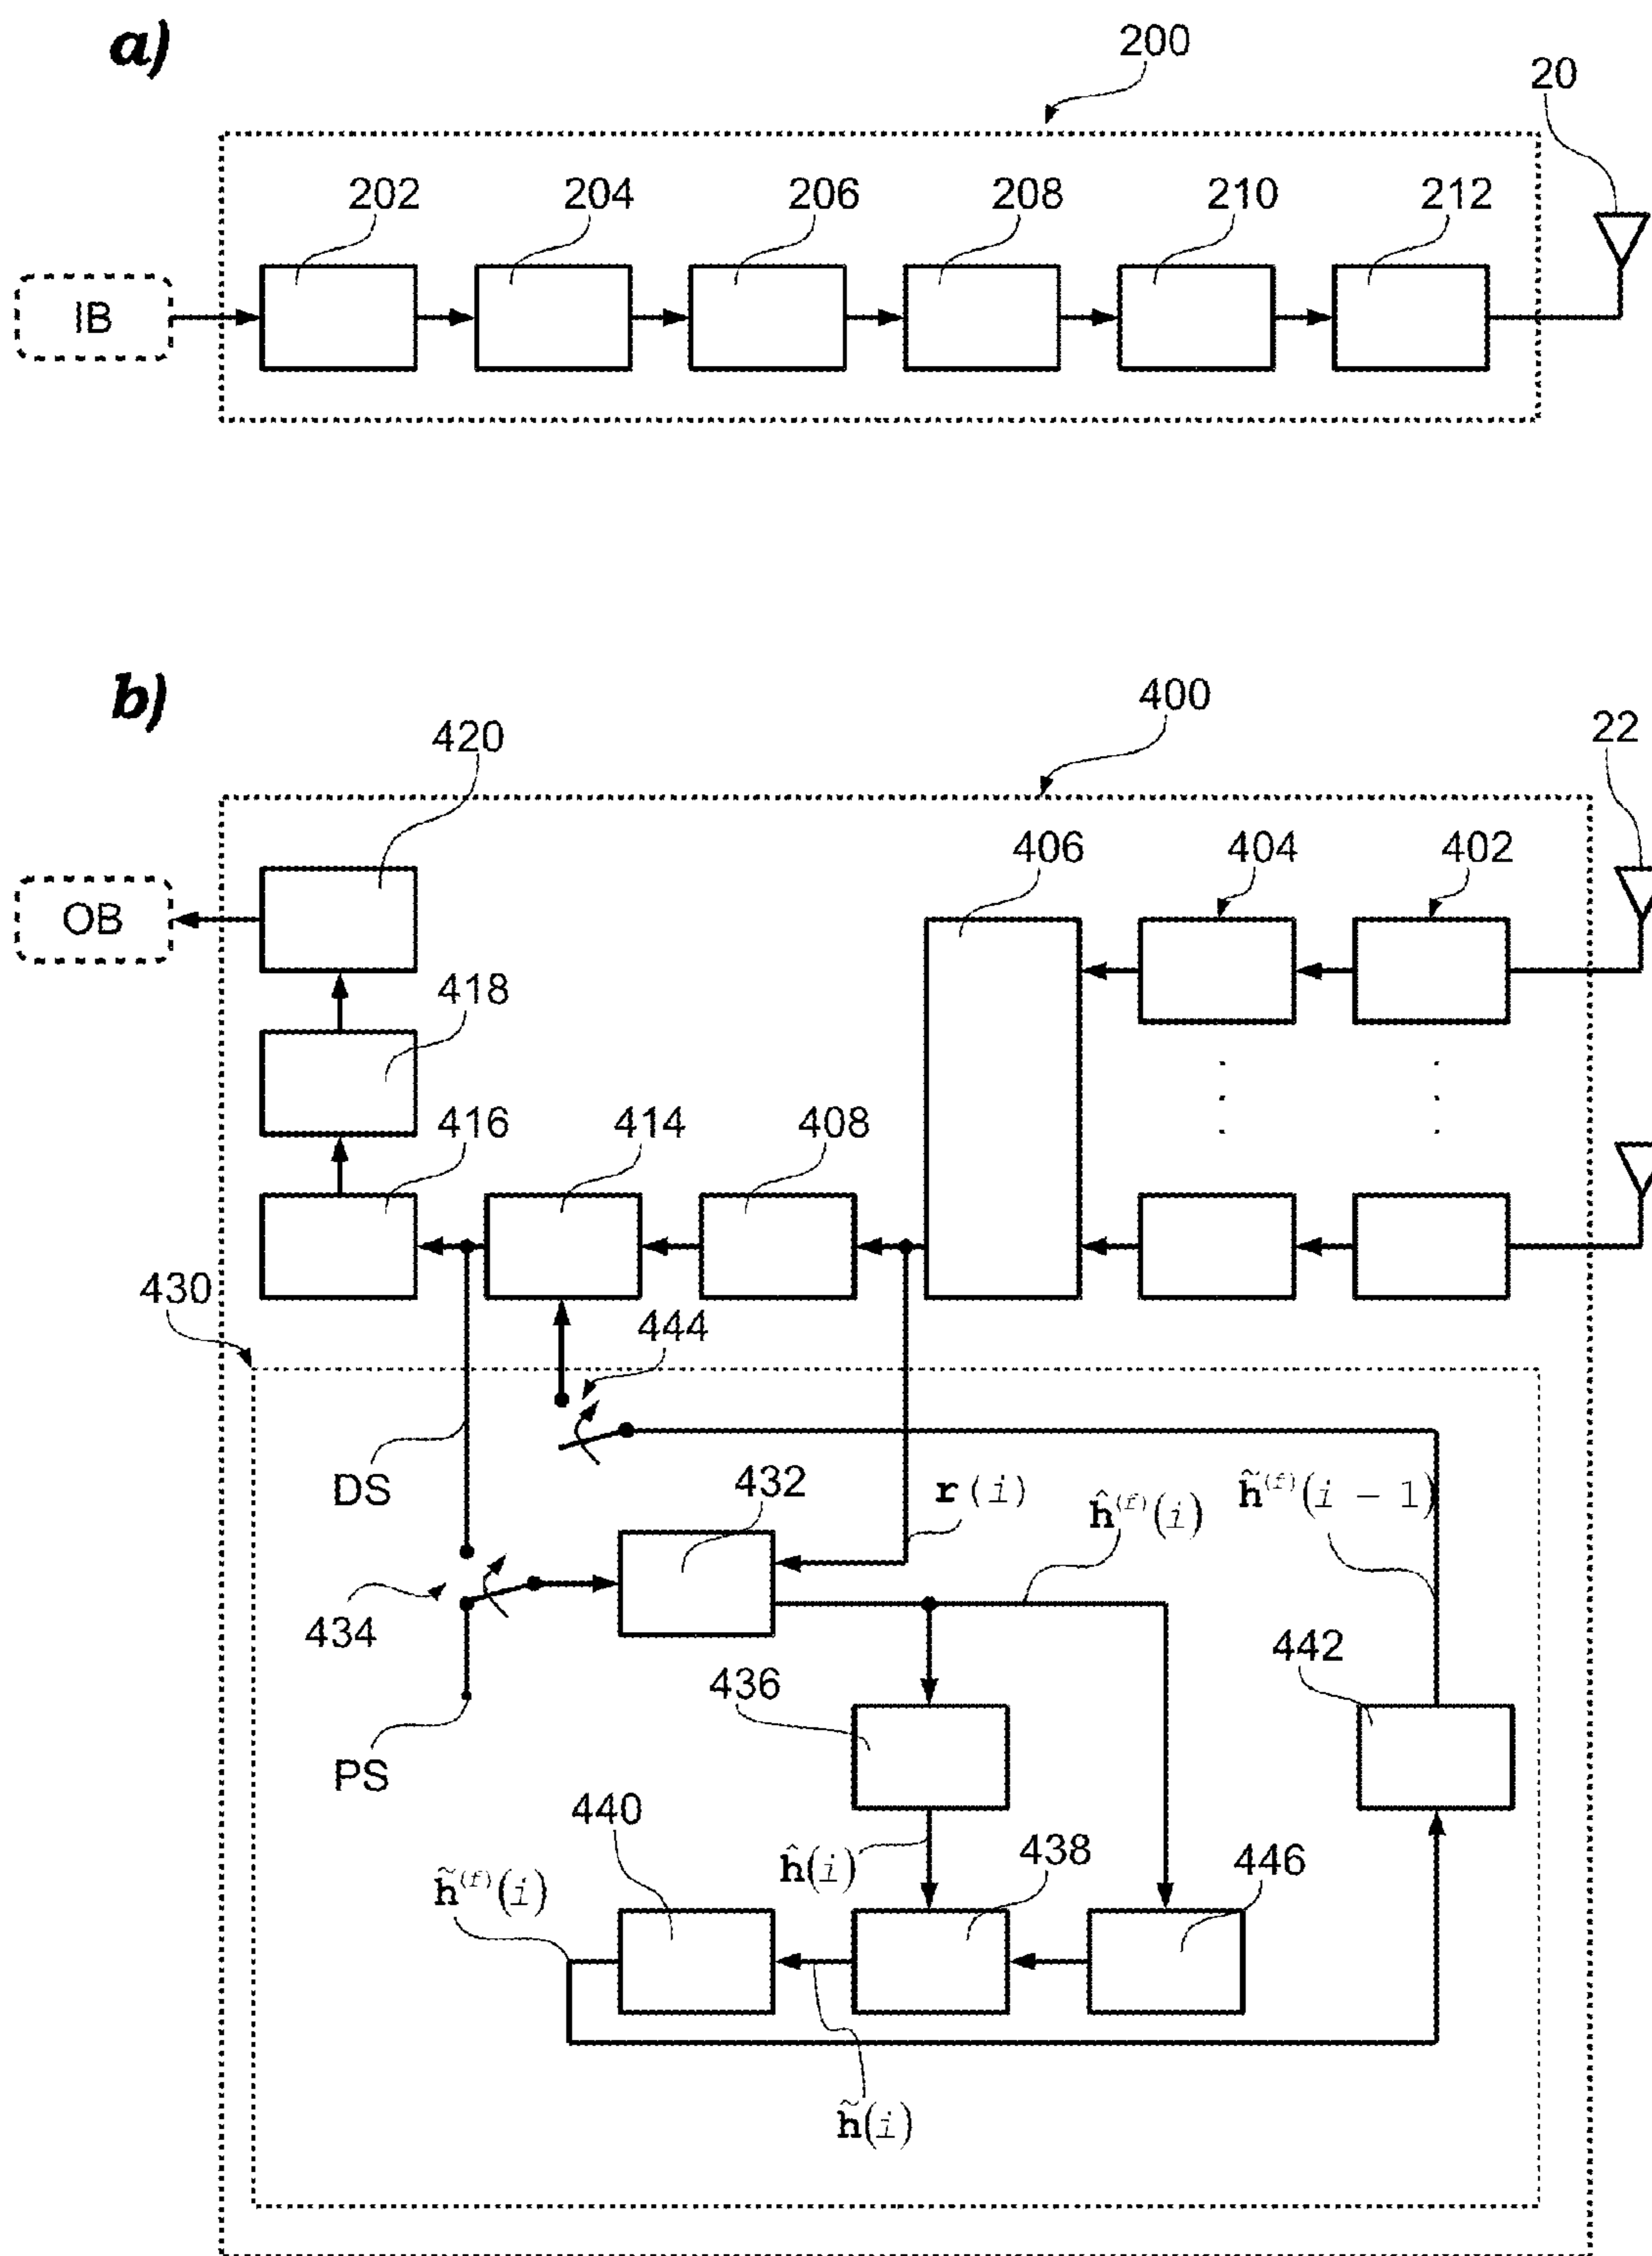 a)
200
20
202
204
206
208
210
212
IB
b)
400
22
420
406
404
402
OB
418
416
414
408
430
444
DS
432
r(i)
ĥ⁽ᶠ⁾(i)
h̃⁽ᶠ⁾(i − 1)
434
436
442
PS
440
ĥ(i)
438
446
h̃⁽ᶠ⁾(i)
h̃(i)